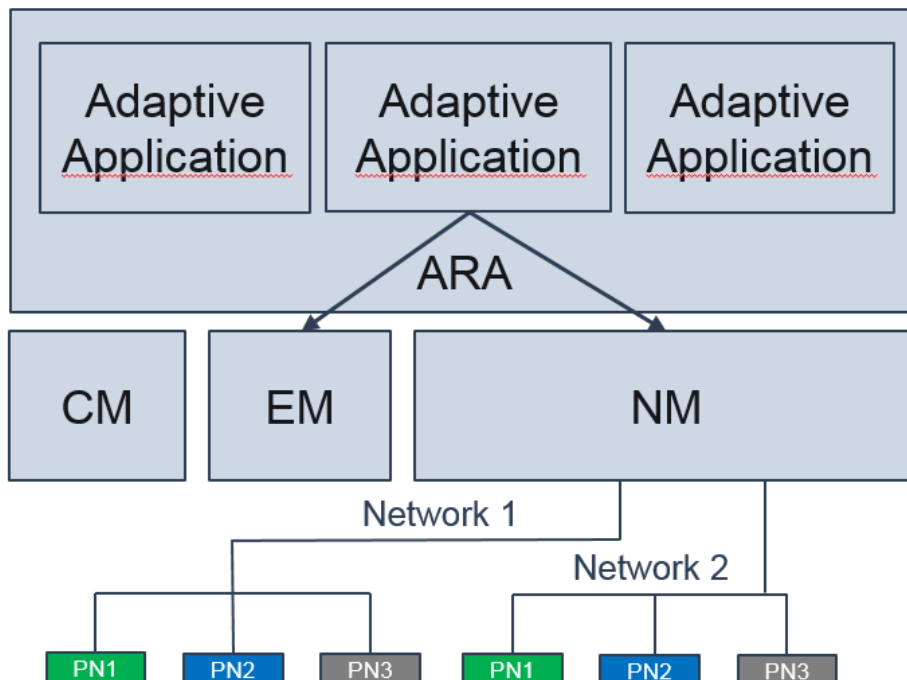 Adaptive
Application
Adaptive
Application
Adaptive
Application
ARA
CM
EM
NM
Network 1
Network 2
PN1
PN2
PN3
PN1
PN2
PN3